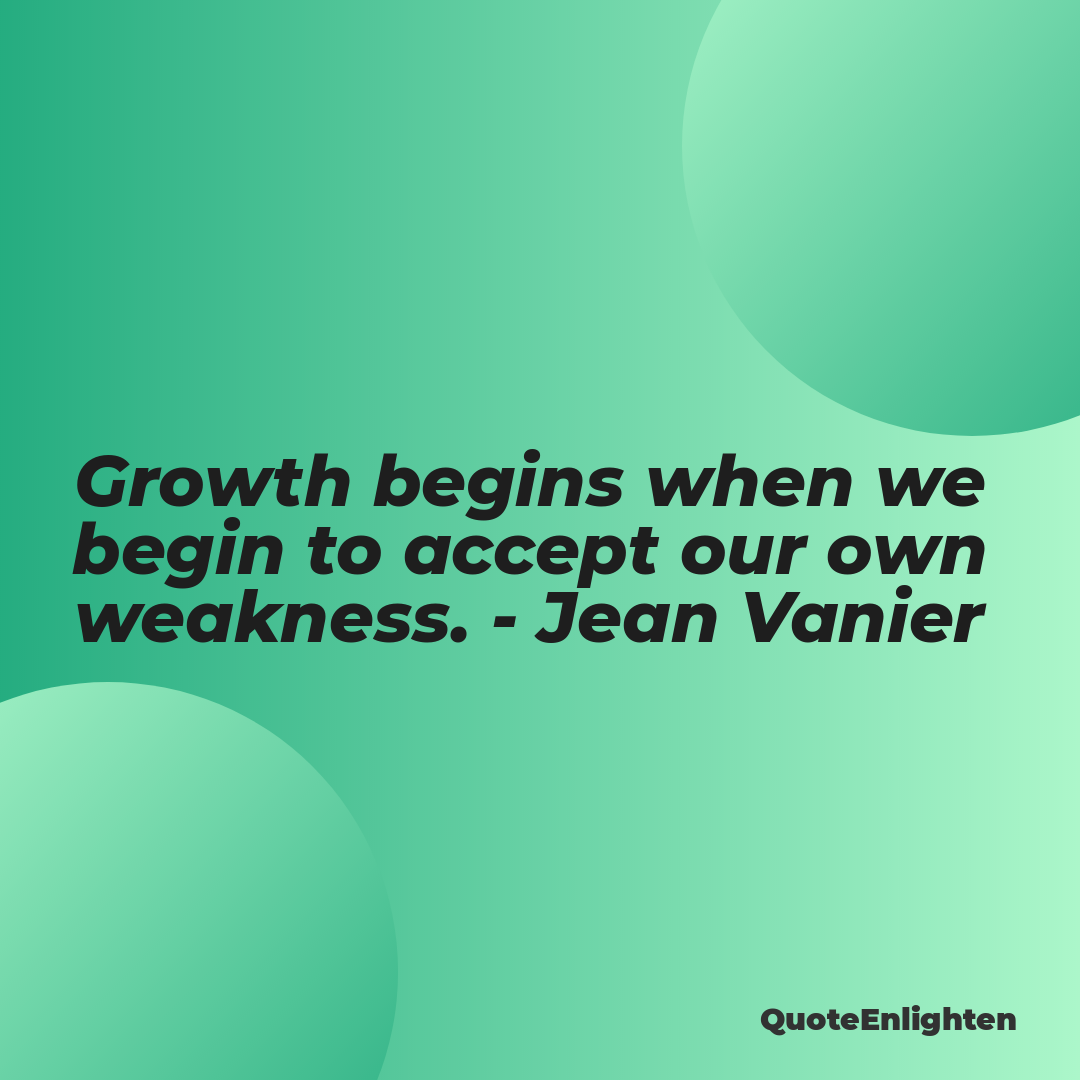 Growth begins when we
begin to accept our own
weakness. - Jean Vanier
QuoteEnlighten